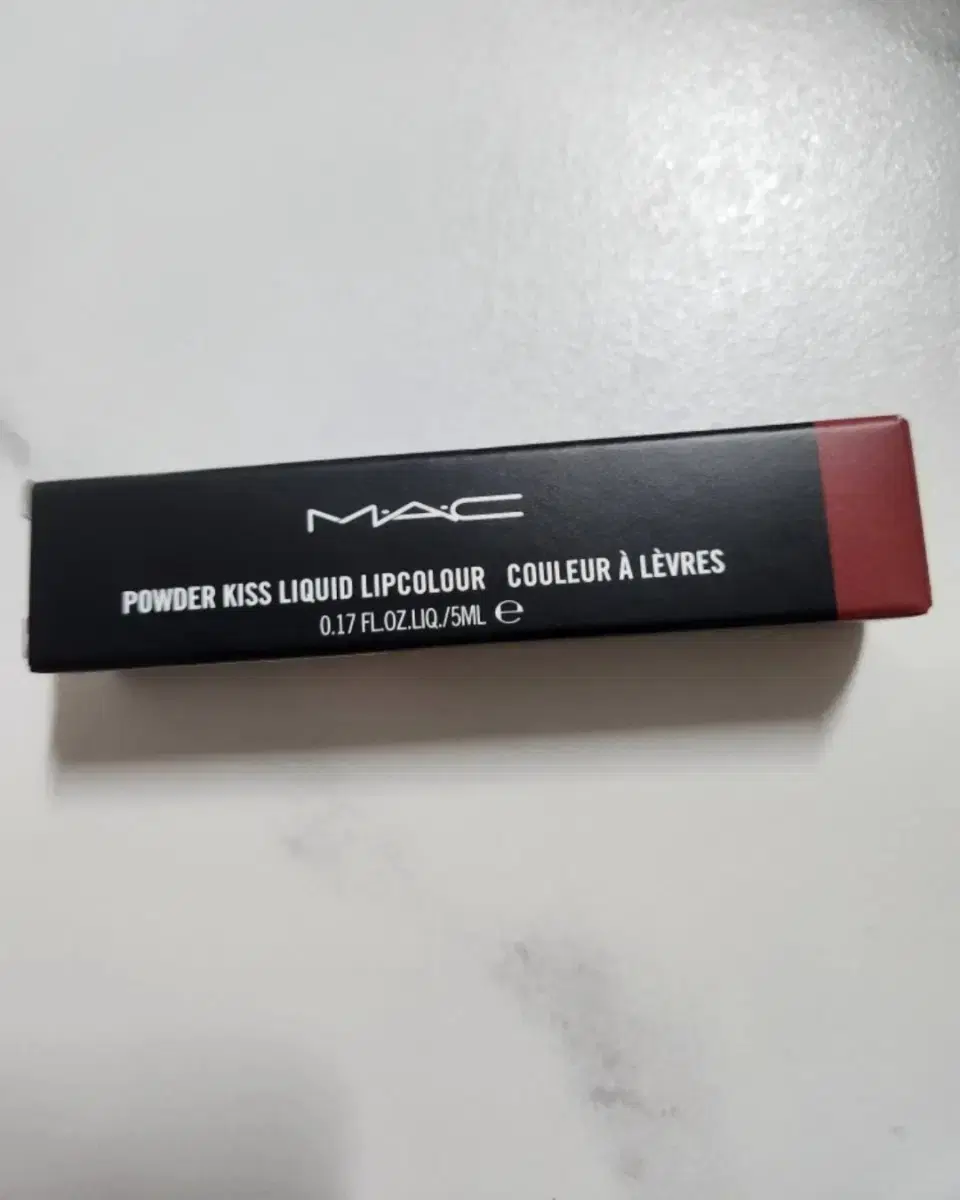 M·A·C
POWDER KISS LIQUID LIPCOLOUR COULEUR À LÈVRES
0.17 FL.OZ.LIQ./5ML ℮